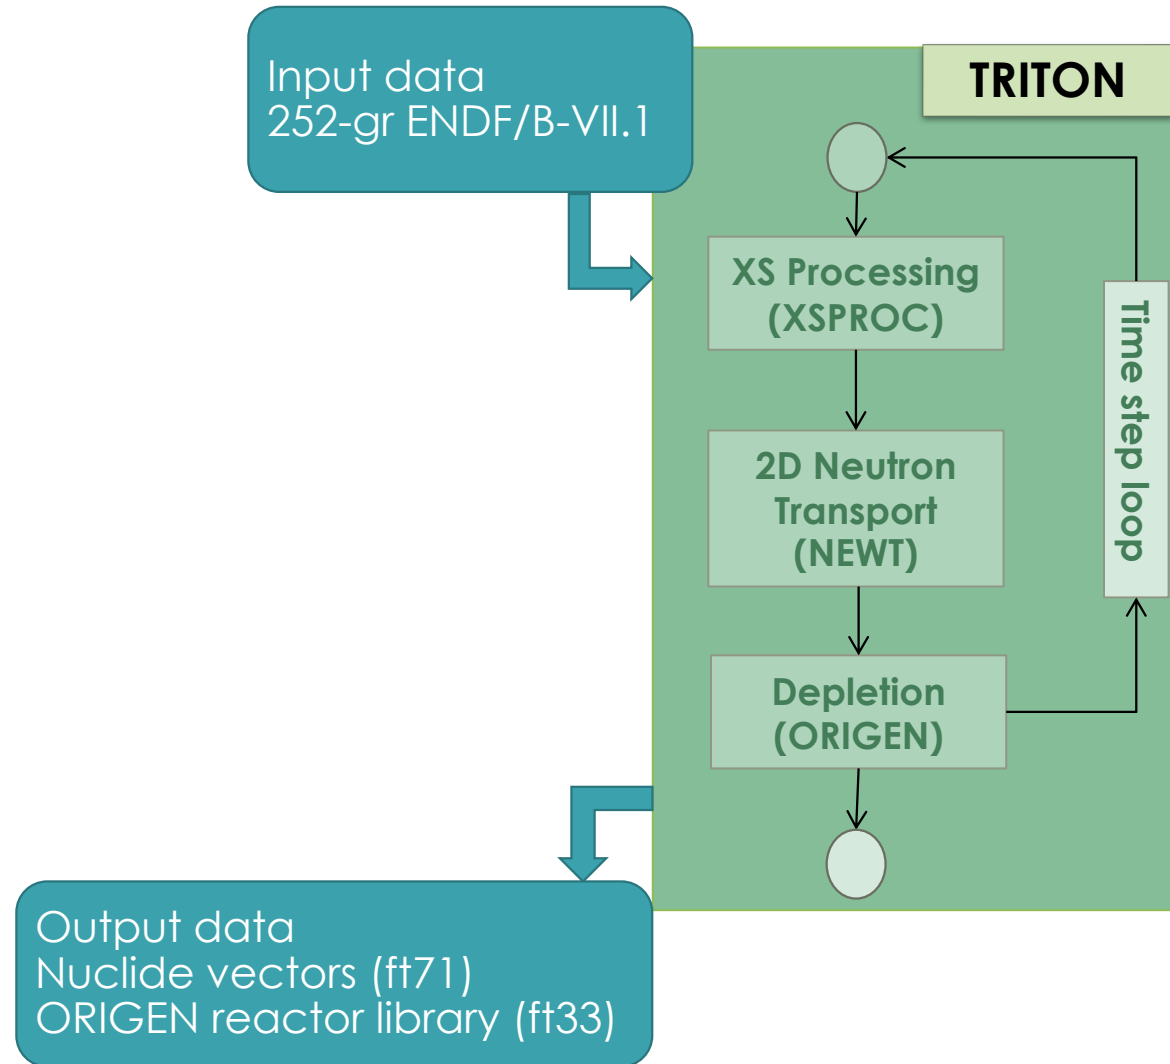 Input data
252-gr ENDF/B-VII.1
TRITON
XS Processing
(XSPROC)
2D Neutron
Transport
(NEWT)
Depletion
(ORIGEN)
Time step loop
Output data
Nuclide vectors (ft71)
ORIGEN reactor library (ft33)